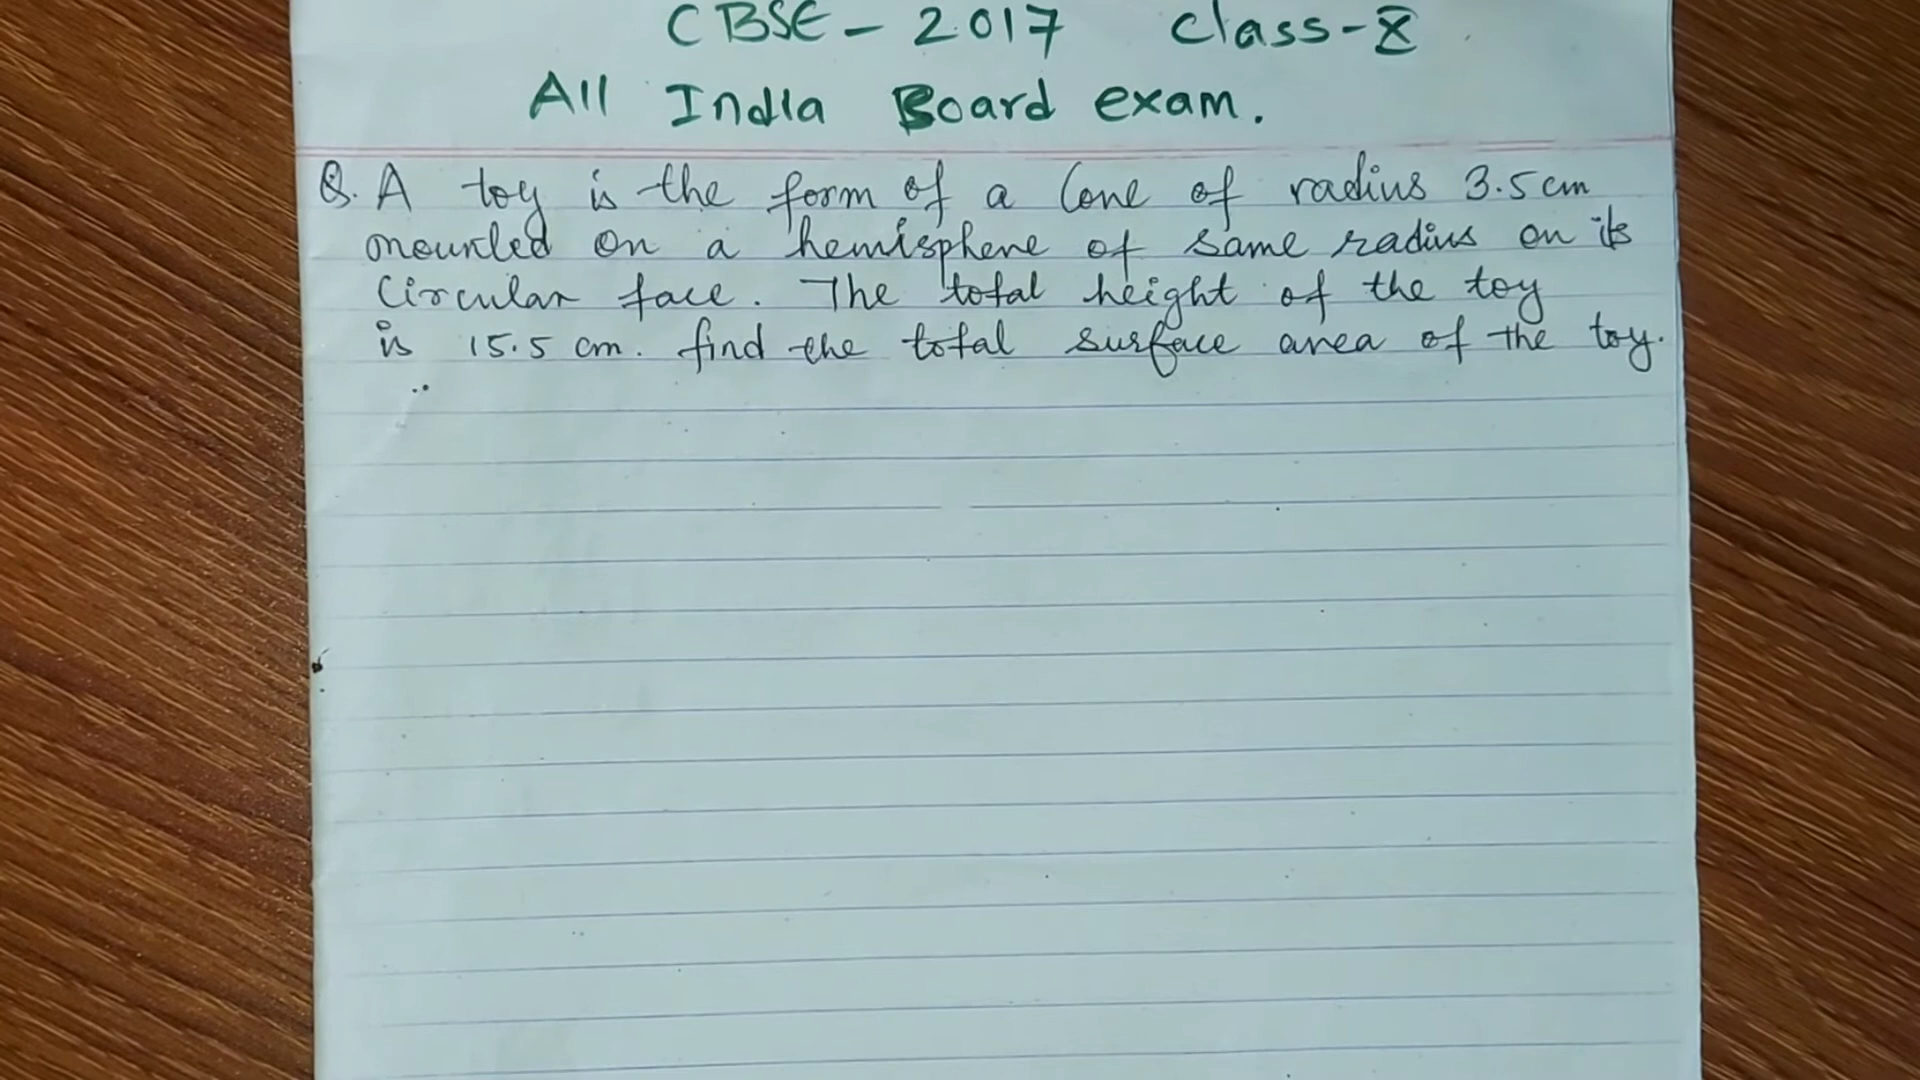 CBSE - 2017 Class-X
All India Board exam.
Q. A toy is the form of a Cone of radius 3.5 cm
mounted on a hemisphere of same radius on its
Circular face. The total height of the toy
is 15.5 cm. find the total surface area of the toy.